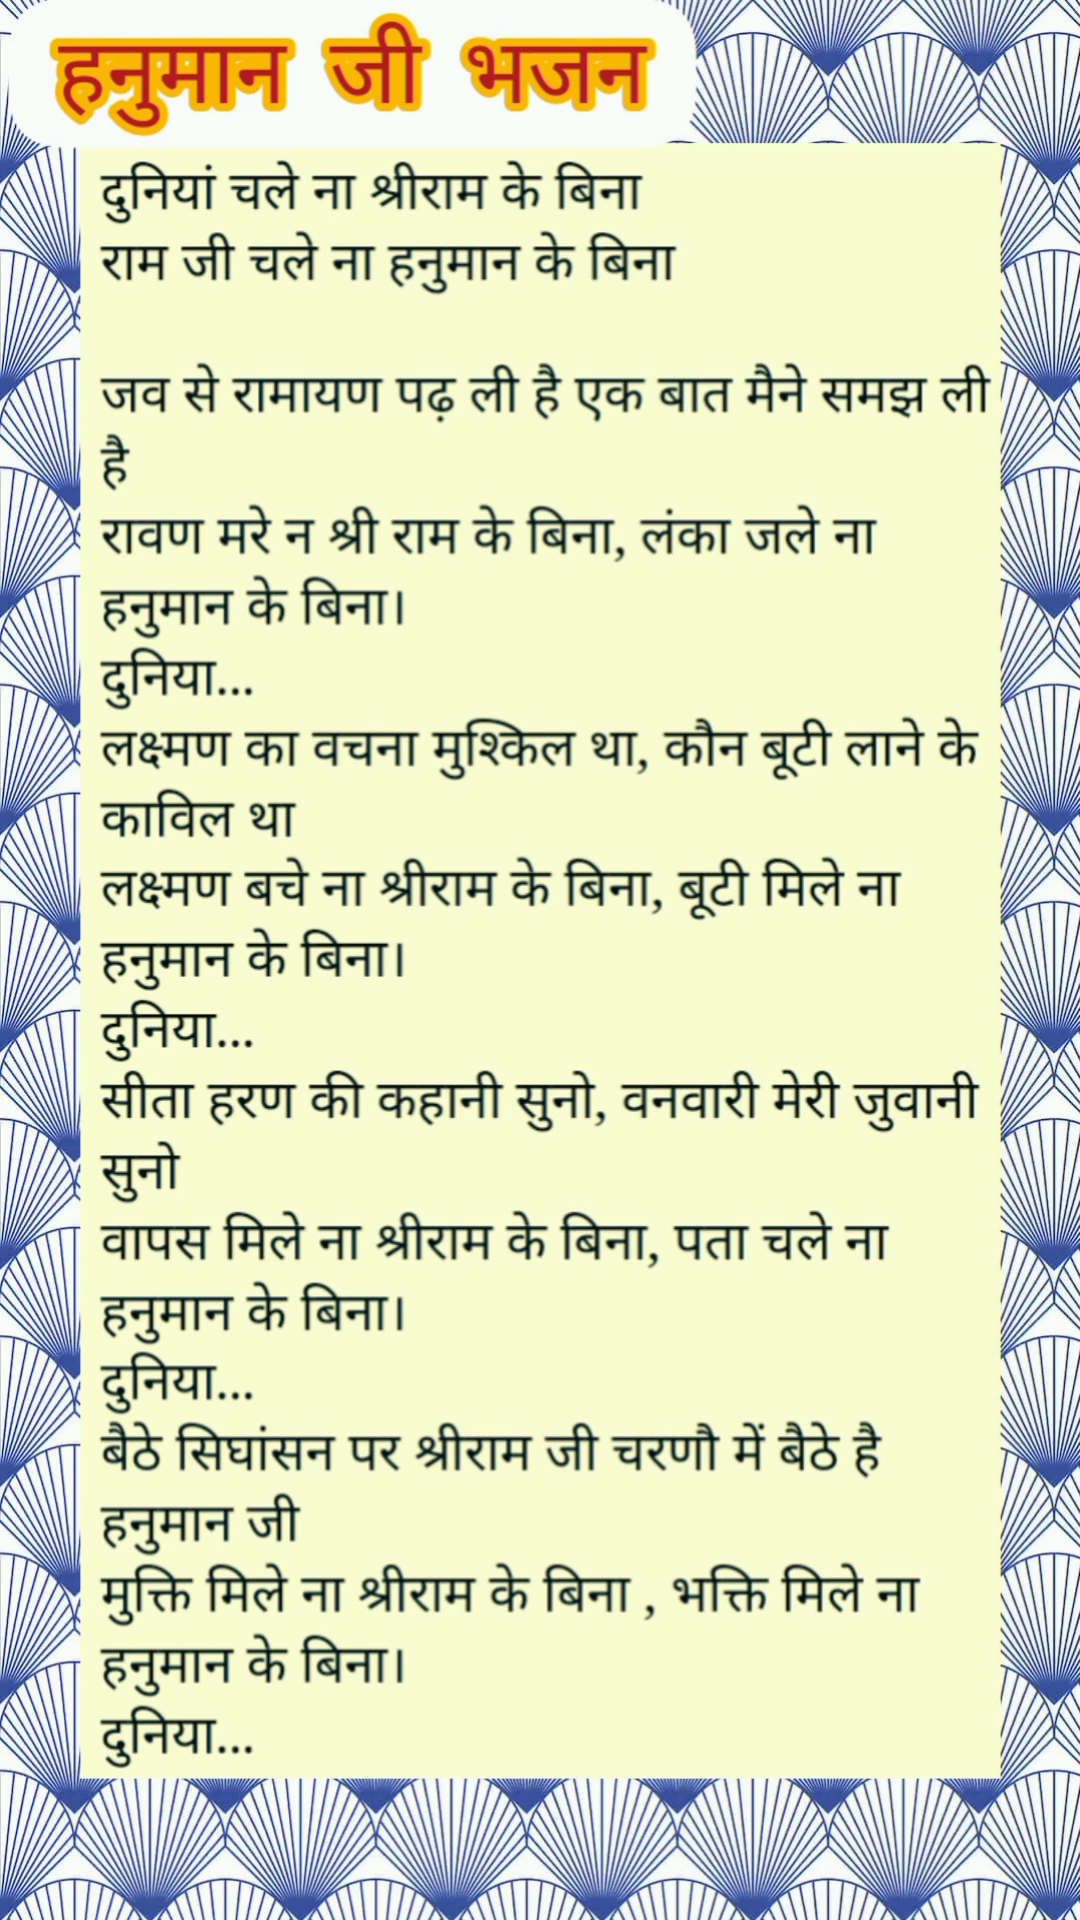 हनुमान जी भजन
दुनियां चले ना श्रीराम के बिना
राम जी चले ना हनुमान के बिना
जव से रामायण पढ़ ली है एक बात मैने समझ ली
है
रावण मरे न श्री राम के बिना, लंका जले ना
हनुमान के बिना।
दुनिया...
लक्ष्मण का वचना मुश्किल था, कौन बूटी लाने के
काविल था
लक्ष्मण बचे ना श्रीराम के बिना, बूटी मिले ना
हनुमान के बिना।
दुनिया...
सीता हरण की कहानी सुनो, वनवारी मेरी जुवानी
सुनो
वापस मिले ना श्रीराम के बिना, पता चले ना
हनुमान के बिना।
दुनिया...
बैठे सिघांसन पर श्रीराम जी चरणौ में बैठे है
हनुमान जी
मुक्ति मिले ना श्रीराम के बिना , भक्ति मिले ना
हनुमान के बिना।
दुनिया...